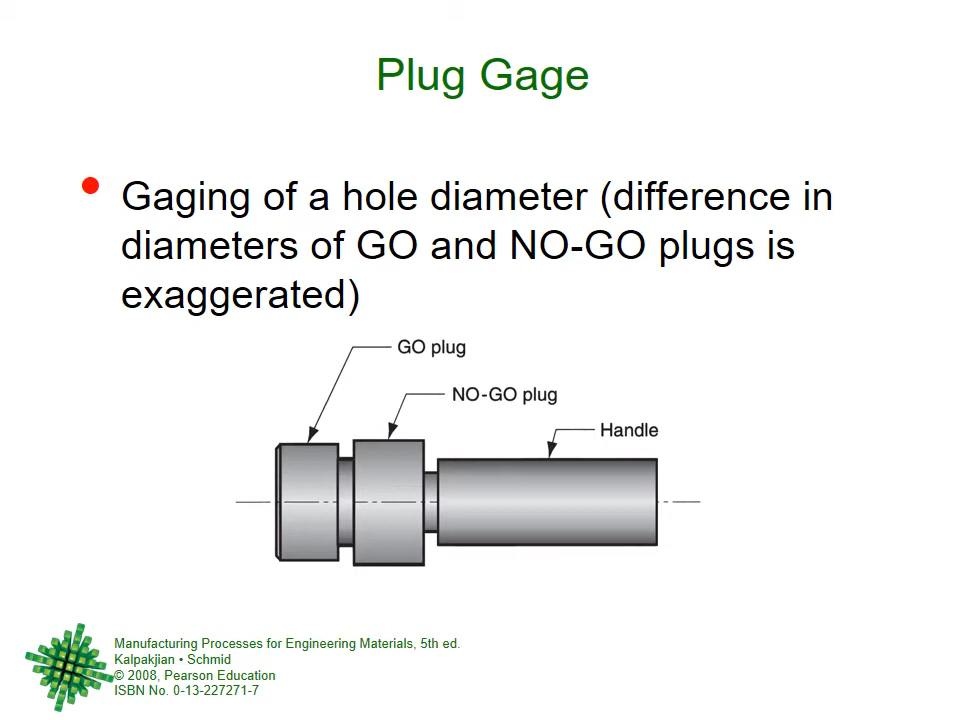 Plug Gage
• Gaging of a hole diameter (difference in
diameters of GO and NO-GO plugs is
exaggerated)
GO plug
NO-GO plug
Handle
Manufacturing Processes for Engineering Materials, 5th ed.
Kalpakjian • Schmid
© 2008, Pearson Education
ISBN No. 0-13-227271-7